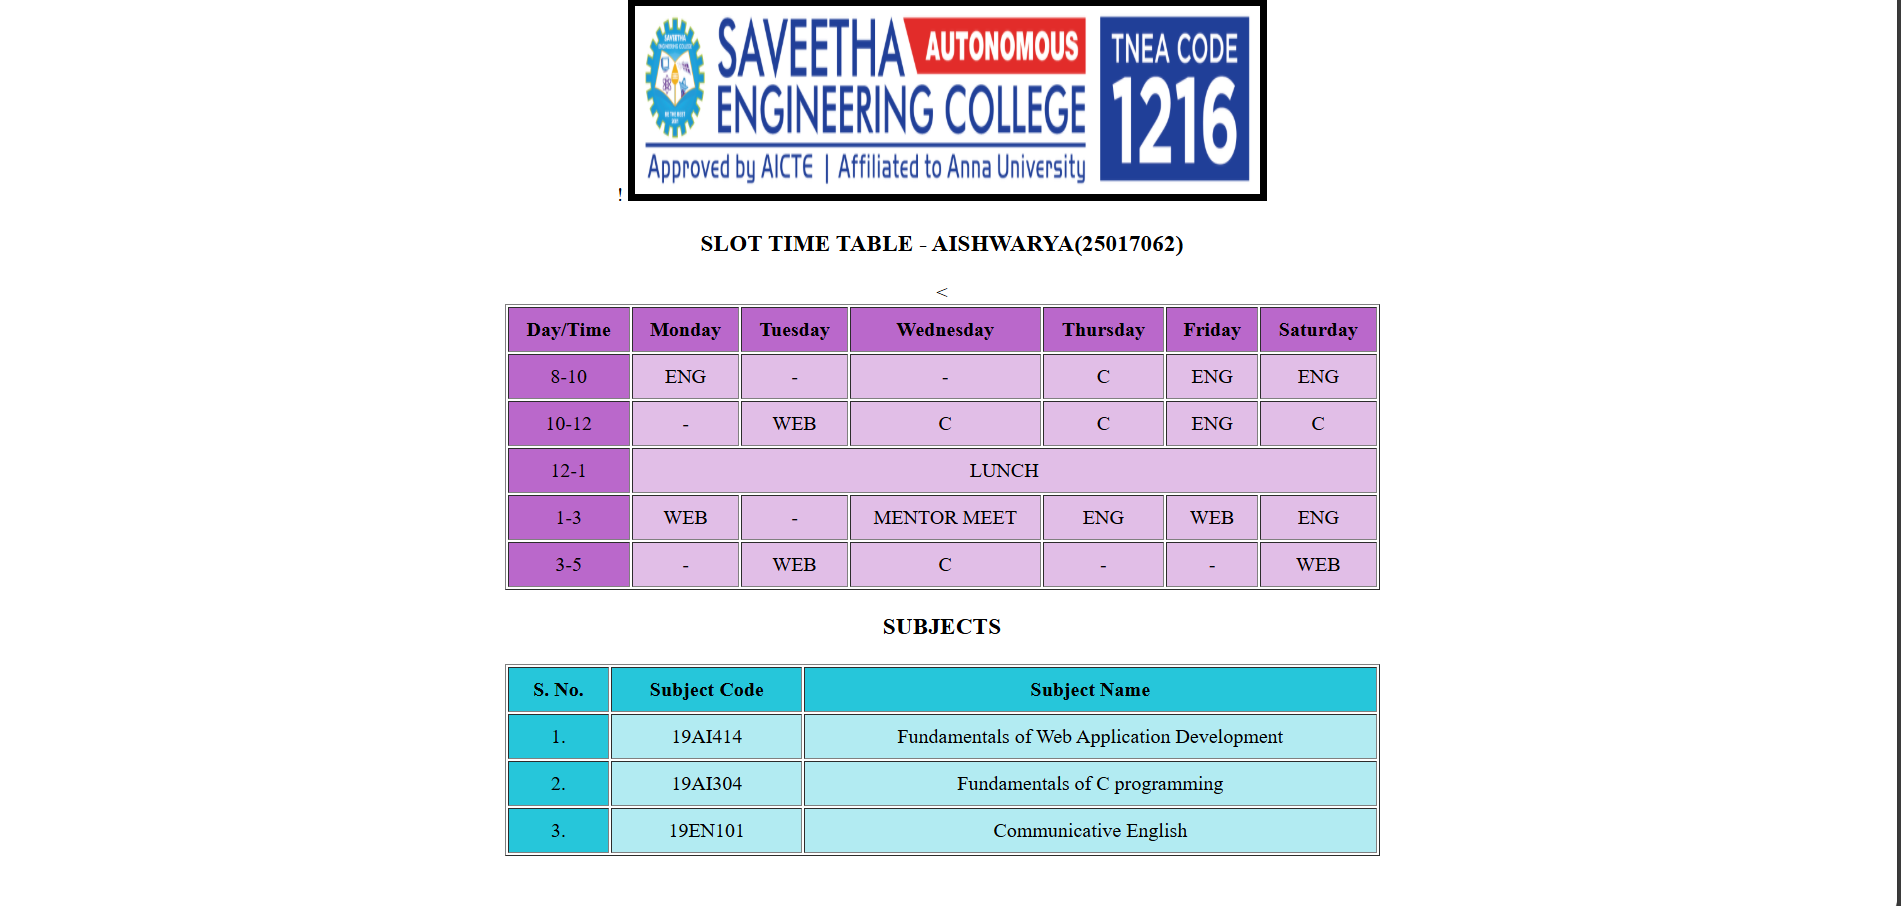 SAVEETHA AUTONOMOUS
ENGINEERING COLLEGE
Approved by AICTE | Affiliated to Anna University
TNEA CODE
1216
SAVEETHA
ENGINEERING COLLEGE
!
SLOT TIME TABLE - AISHWARYA(25017062)
<
Day/Time Monday Tuesday Wednesday Thursday Friday Saturday
8-10 ENG - - C ENG ENG
10-12 - WEB C C ENG C
12-1 LUNCH
1-3 WEB - MENTOR MEET ENG WEB ENG
3-5 - WEB C - - WEB
SUBJECTS
S. No. Subject Code Subject Name
1. 19AI414 Fundamentals of Web Application Development
2. 19AI304 Fundamentals of C programming
3. 19EN101 Communicative English